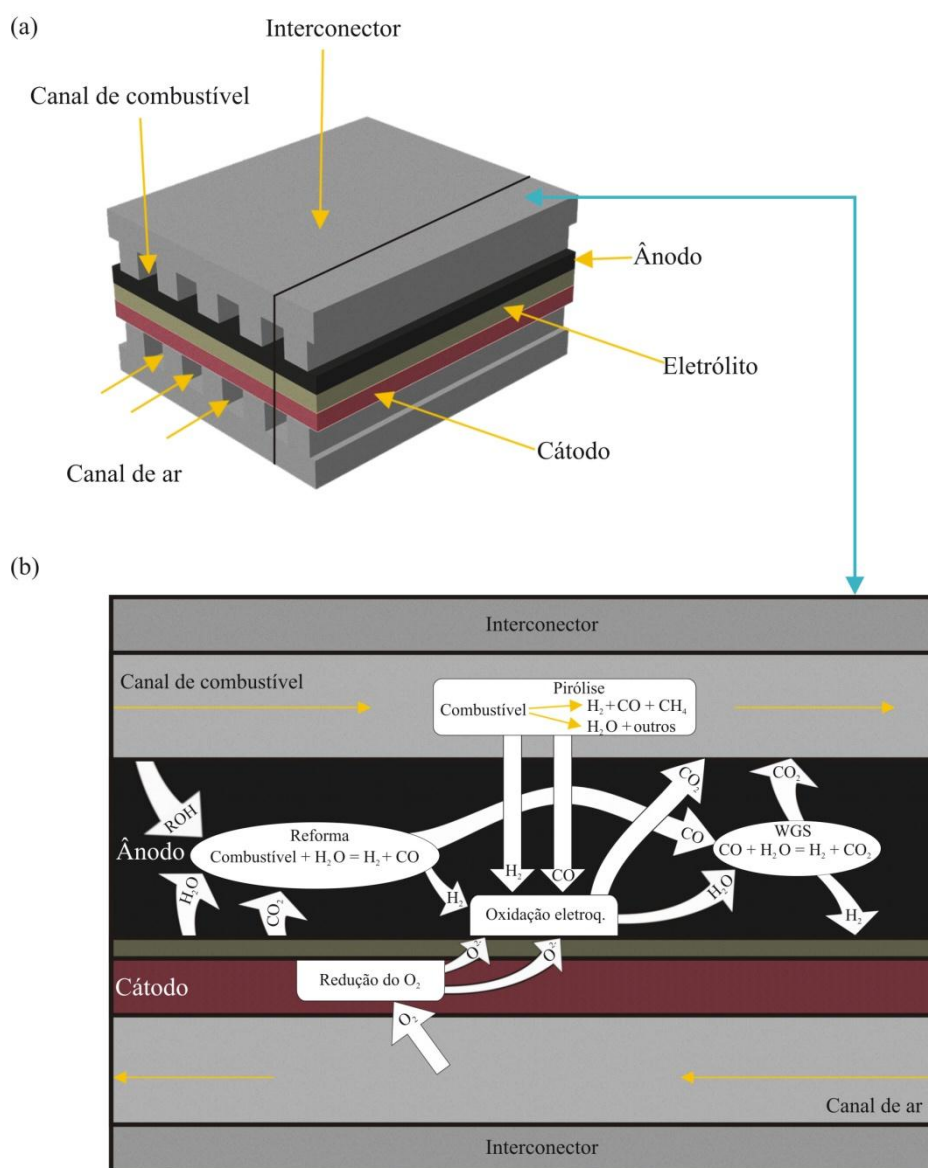 (a)
Interconector
Canal de combustível
Ânodo
Eletrólito
Cátodo
Canal de ar
(b)
Interconector
Canal de combustível
Pirólise
Combustível
H₂ + CO + CH₄
H₂O + outros
ROH
CO₂
CO₂
Ânodo
Reforma
Combustível + H₂O = H₂ + CO
CO
WGS
CO + H₂O = H₂ + CO₂
H₂O
CO₂
H₂
H₂
CO
H₂O
H₂
Oxidação eletroq.
O²⁻
O²⁻
Cátodo
Redução do O₂
O₂
Canal de ar
Interconector